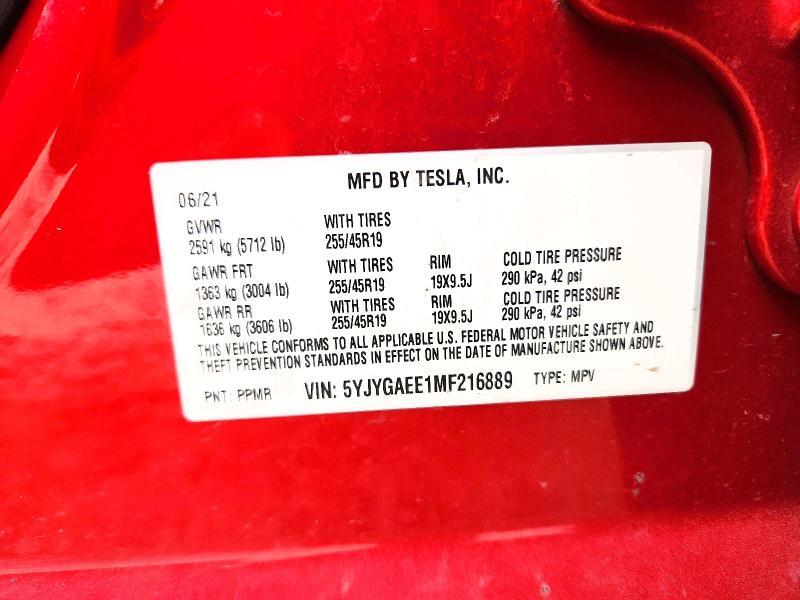 MFD BY TESLA, INC.
06/21
GVWR WITH TIRES
2591 kg (5712 lb) 255/45R19
GAWR FRT WITH TIRES RIM COLD TIRE PRESSURE
1363 kg (3004 lb) 255/45R19 19X9.5J 290 kPa, 42 psi
GAWR RR WITH TIRES RIM COLD TIRE PRESSURE
1636 kg (3606 lb) 255/45R19 19X9.5J 290 kPa, 42 psi
THIS VEHICLE CONFORMS TO ALL APPLICABLE U.S. FEDERAL MOTOR VEHICLE SAFETY AND
THEFT PREVENTION STANDARDS IN EFFECT ON THE DATE OF MANUFACTURE SHOWN ABOVE.
PNT: PPMR VIN: 5YJYGAEE1MF216889 TYPE: MPV